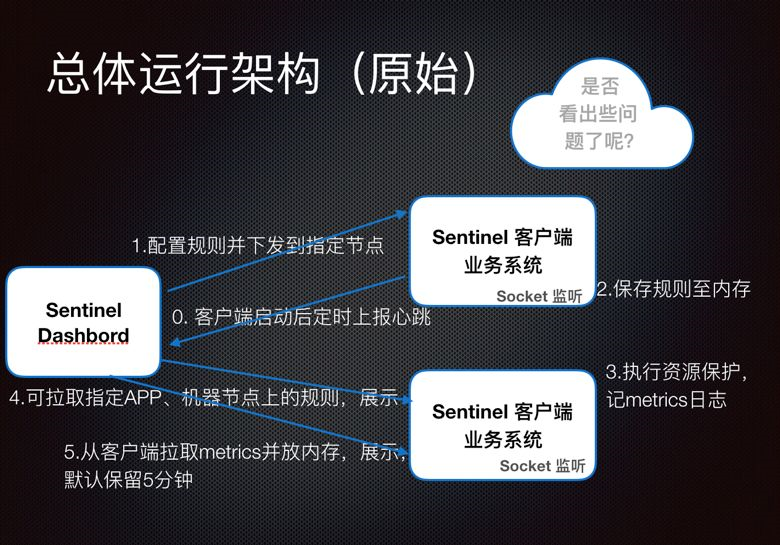 总体运行架构（原始）
是否
看出些问
题了呢?
1.配置规则并下发到指定节点
Sentinel 客户端
业务系统
Socket 监听
2.保存规则至内存
Sentinel
Dashbord
0. 客户端启动后定时上报心跳
3.执行资源保护，
记metrics日志
4.可拉取指定APP、机器节点上的规则，展示
Sentinel 客户端
业务系统
Socket 监听
5.从客户端拉取metrics并放内存，展示，
默认保留5分钟